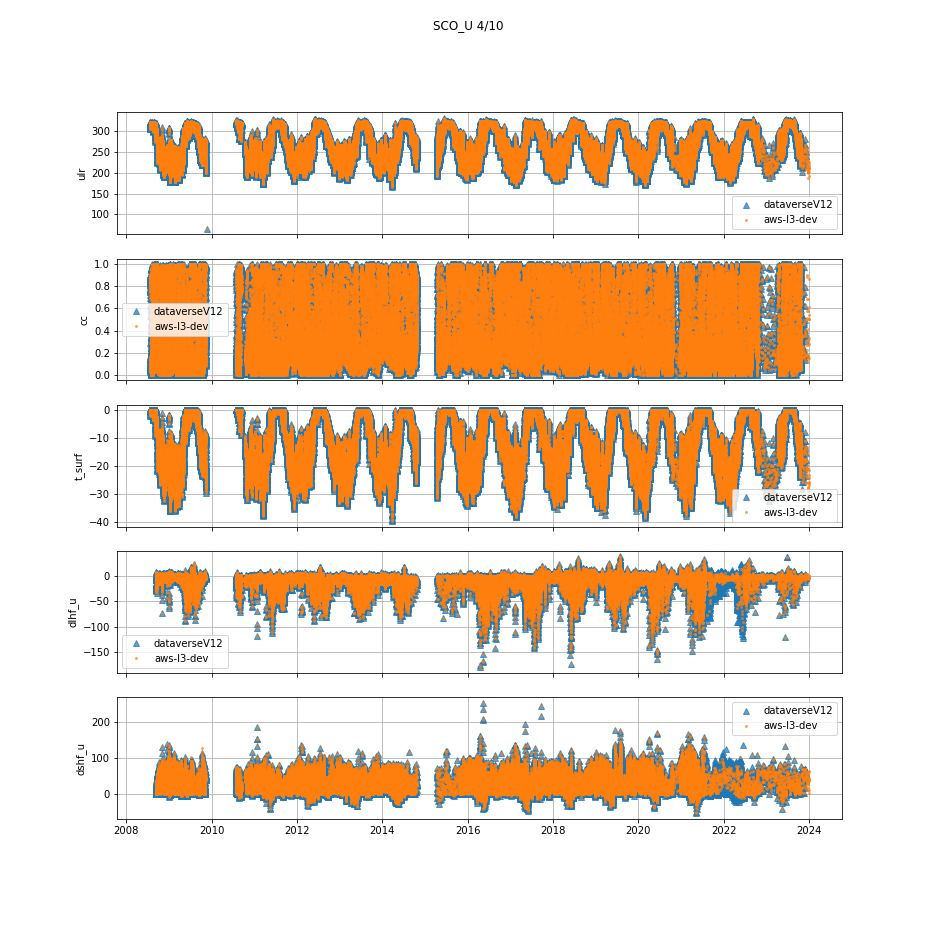 SCO_U 4/10
300
250
200
150
100
ulr
dataverseV12
aws-l3-dev
1.0
0.8
0.6
0.4
0.2
0.0
cc
dataverseV12
aws-l3-dev
0
−10
−20
−30
−40
t_surf
dataverseV12
aws-l3-dev
0
−50
−100
−150
dlhf_u
dataverseV12
aws-l3-dev
200
100
0
dshf_u
dataverseV12
aws-l3-dev
2008 2010 2012 2014 2016 2018 2020 2022 2024